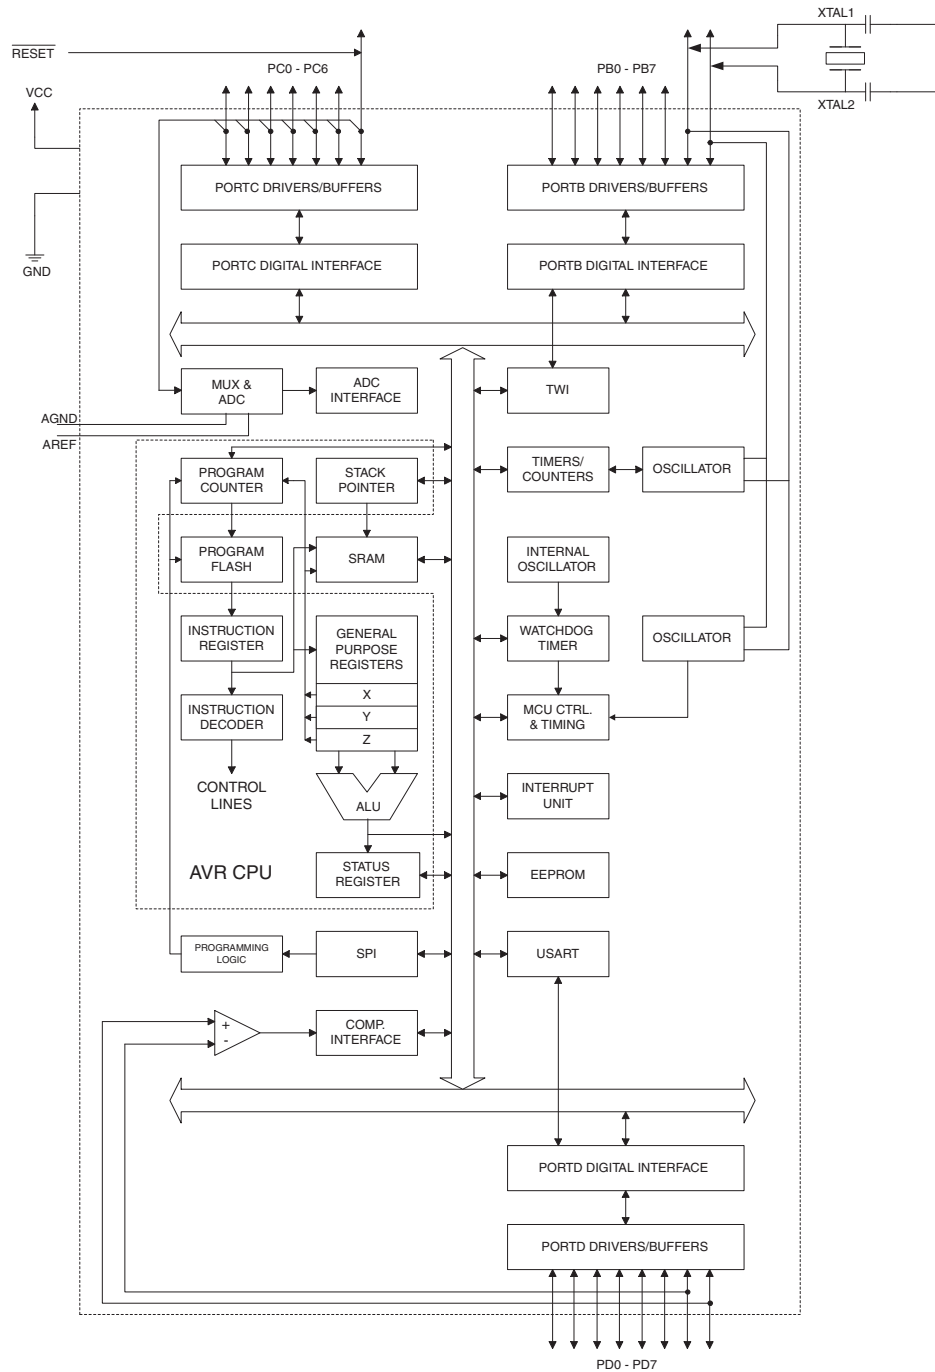 XTAL1
RESET
PC0 - PC6
PB0 - PB7
VCC
XTAL2
PORTC DRIVERS/BUFFERS
PORTB DRIVERS/BUFFERS
PORTC DIGITAL INTERFACE
PORTB DIGITAL INTERFACE
GND
MUX &
ADC
ADC
INTERFACE
TWI
AGND
AREF
PROGRAM
COUNTER
STACK
POINTER
TIMERS/
COUNTERS
OSCILLATOR
PROGRAM
FLASH
SRAM
INTERNAL
OSCILLATOR
INSTRUCTION
REGISTER
GENERAL
PURPOSE
REGISTERS
WATCHDOG
TIMER
OSCILLATOR
X
Y
Z
INSTRUCTION
DECODER
MCU CTRL.
& TIMING
CONTROL
LINES
ALU
INTERRUPT
UNIT
AVR CPU
STATUS
REGISTER
EEPROM
PROGRAMMING
LOGIC
SPI
USART
+
-
COMP.
INTERFACE
PORTD DIGITAL INTERFACE
PORTD DRIVERS/BUFFERS
PD0 - PD7